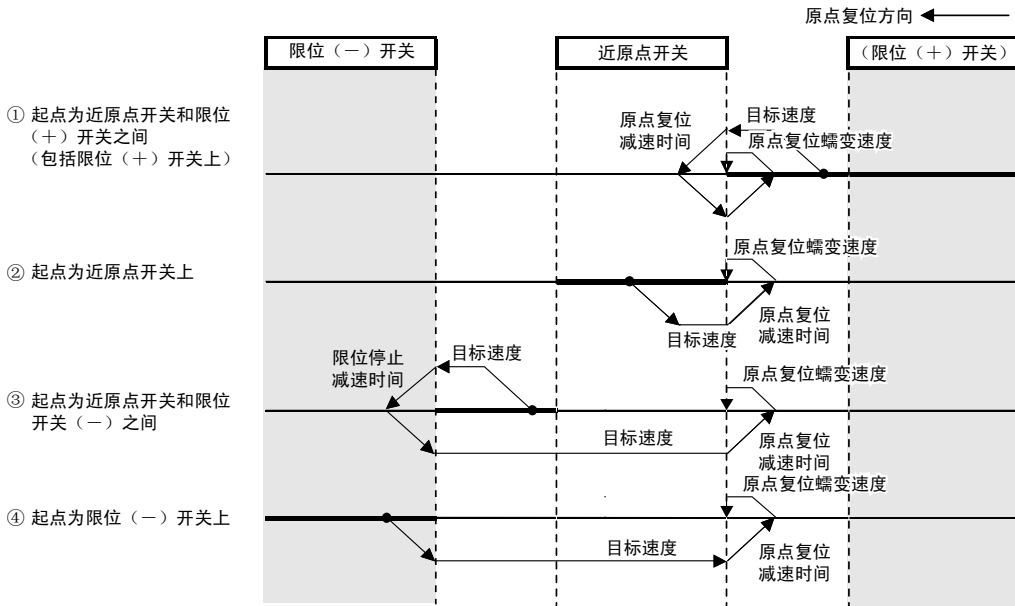 原点复位方向
限位（－）开关
近原点开关
（限位（＋）开关）
① 起点为近原点开关和限位
（＋）开关之间
（包括限位（＋）开关上）
原点复位
减速时间
目标速度
原点复位蠕变速度
② 起点为近原点开关上
原点复位蠕变速度
目标速度
原点复位
减速时间
③ 起点为近原点开关和限位
开关（－）之间
限位停止
减速时间
目标速度
原点复位蠕变速度
目标速度
原点复位
减速时间
④ 起点为限位（－）开关上
原点复位蠕变速度
目标速度
原点复位
减速时间